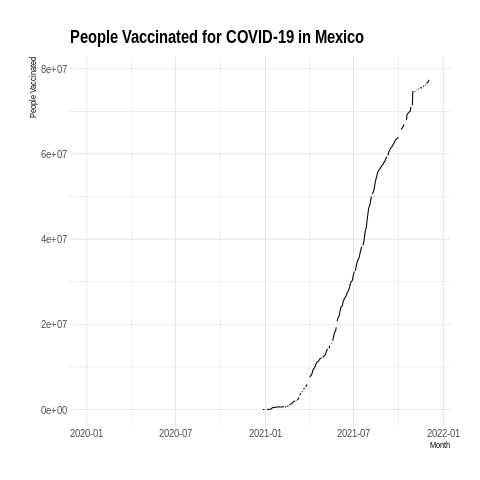 People Vaccinated for COVID-19 in Mexico
People Vaccinated
8e+07
6e+07
4e+07
2e+07
0e+00
2020-01 2020-07 2021-01 2021-07 2022-01
Month